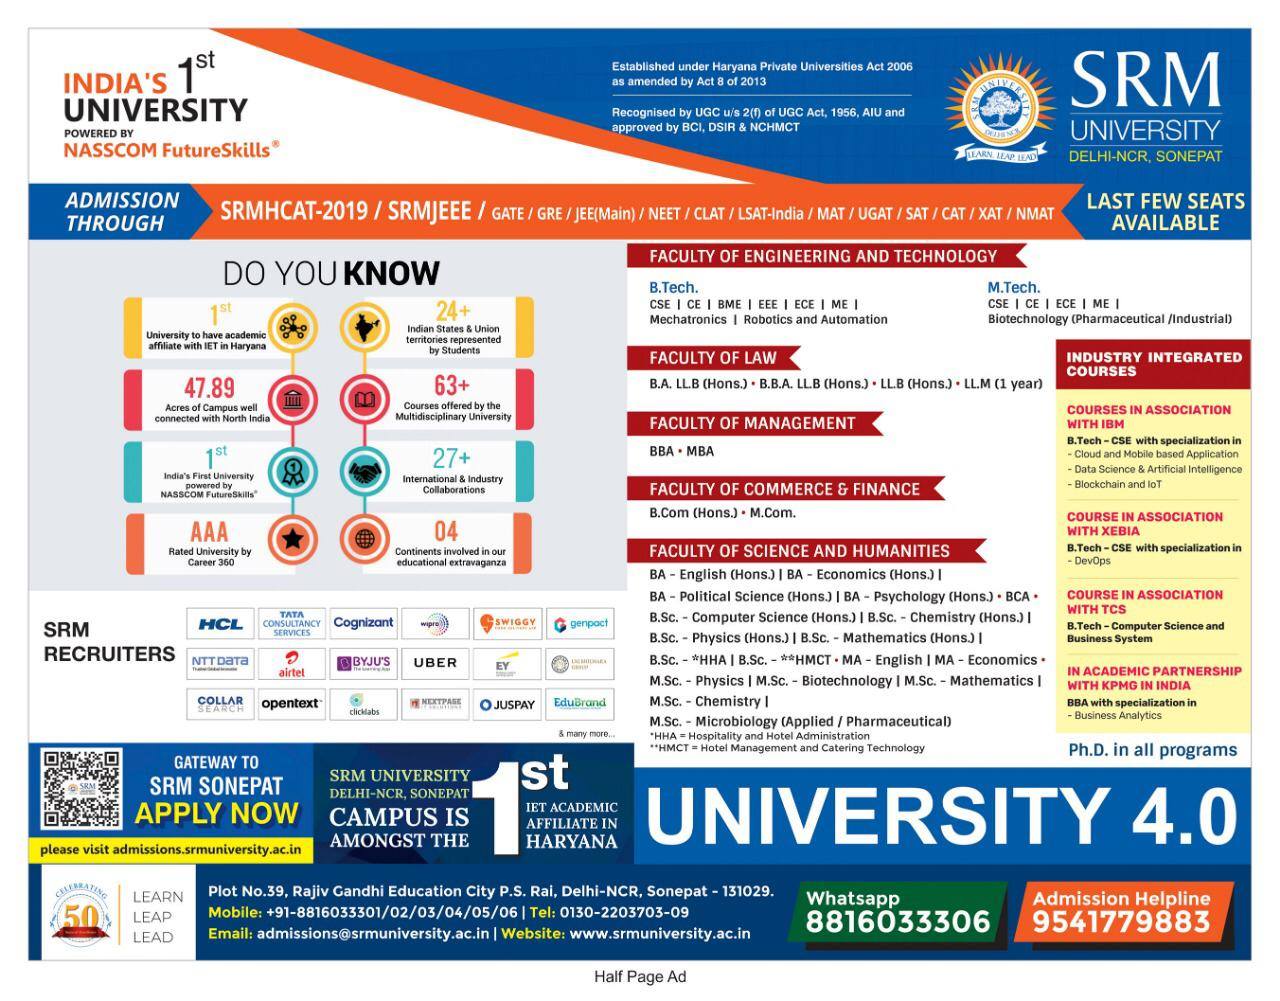 INDIA'S 1st
UNIVERSITY
POWERED BY
NASSCOM FutureSkills®
Established under Haryana Private Universities Act 2006
as amended by Act 8 of 2013
Recognised by UGC u/s 2(f) of UGC Act, 1956, AIU and
approved by BCI, DSIR & NCHMCT
SRM UNIVERSITY
DELHI-NCR
LEARN, LEAP, LEAD
SRM
UNIVERSITY
DELHI-NCR, SONEPAT
ADMISSION
THROUGH
SRMHCAT-2019 / SRMJEEE / GATE / GRE / JEE(Main) / NEET / CLAT / LSAT-India / MAT / UGAT / SAT / CAT / XAT / NMAT
LAST FEW SEATS
AVAILABLE
DO YOU KNOW
1st
University to have academic
affiliate with IET in Haryana
24+
Indian States & Union
territories represented
by Students
47.89
Acres of Campus well
connected with North India
63+
Courses offered by the
Multidisciplinary University
1st
India's First University
powered by
NASSCOM FutureSkills®
27+
International & Industry
Collaborations
AAA
Rated University by
Career 360
04
Continents involved in our
educational extravaganza
SRM
RECRUITERS
HCL
TATA
CONSULTANCY
SERVICES
Cognizant
wipro
SWIGGY
genpact
NTT DATA
airtel
BYJU'S
The Learning App
UBER
EY
COLLAR
SEARCH
opentext™
clicklabs
NEXTPAGE
IT SOLUTIONS
JUSPAY
EduBrand
& many more...
FACULTY OF ENGINEERING AND TECHNOLOGY
B.Tech.
CSE | CE | BME | EEE | ECE | ME |
Mechatronics | Robotics and Automation
M.Tech.
CSE | CE | ECE | ME |
Biotechnology (Pharmaceutical /Industrial)
FACULTY OF LAW
B.A. LL.B (Hons.) • B.B.A. LL.B (Hons.) • LL.B (Hons.) • LL.M (1 year)
FACULTY OF MANAGEMENT
BBA • MBA
FACULTY OF COMMERCE & FINANCE
B.Com (Hons.) • M.Com.
FACULTY OF SCIENCE AND HUMANITIES
BA - English (Hons.) | BA - Economics (Hons.) |
BA - Political Science (Hons.) | BA - Psychology (Hons.) • BCA •
B.Sc. - Computer Science (Hons.) | B.Sc. - Chemistry (Hons.) |
B.Sc. - Physics (Hons.) | B.Sc. - Mathematics (Hons.) |
B.Sc. - *HHA | B.Sc. - **HMCT • MA - English | MA - Economics •
M.Sc. - Physics | M.Sc. - Biotechnology | M.Sc. - Mathematics |
M.Sc. - Chemistry |
M.Sc. - Microbiology (Applied / Pharmaceutical)
*HHA = Hospitality and Hotel Administration
**HMCT = Hotel Management and Catering Technology
INDUSTRY INTEGRATED
COURSES
COURSES IN ASSOCIATION
WITH IBM
B.Tech - CSE with specialization in
- Cloud and Mobile based Application
- Data Science & Artificial Intelligence
- Blockchain and IoT
COURSE IN ASSOCIATION
WITH XEBIA
B.Tech - CSE with specialization in
- DevOps
COURSE IN ASSOCIATION
WITH TCS
B.Tech - Computer Science and
Business System
IN ACADEMIC PARTNERSHIP
WITH KPMG IN INDIA
BBA with specialization in
- Business Analytics
Ph.D. in all programs
SRM
GATEWAY TO
SRM SONEPAT
APPLY NOW
please visit admissions.srmuniversity.ac.in
SRM UNIVERSITY
DELHI-NCR, SONEPAT
CAMPUS IS
AMONGST THE
1st
IET ACADEMIC
AFFILIATE IN
HARYANA
UNIVERSITY 4.0
CELEBRATING
50
LEARN
LEAP
LEAD
Plot No.39, Rajiv Gandhi Education City P.S. Rai, Delhi-NCR, Sonepat - 131029.
Mobile: +91-8816033301/02/03/04/05/06 | Tel: 0130-2203703-09
Email: admissions@srmuniversity.ac.in | Website: www.srmuniversity.ac.in
Whatsapp
8816033306
Admission Helpline
9541779883
Half Page Ad